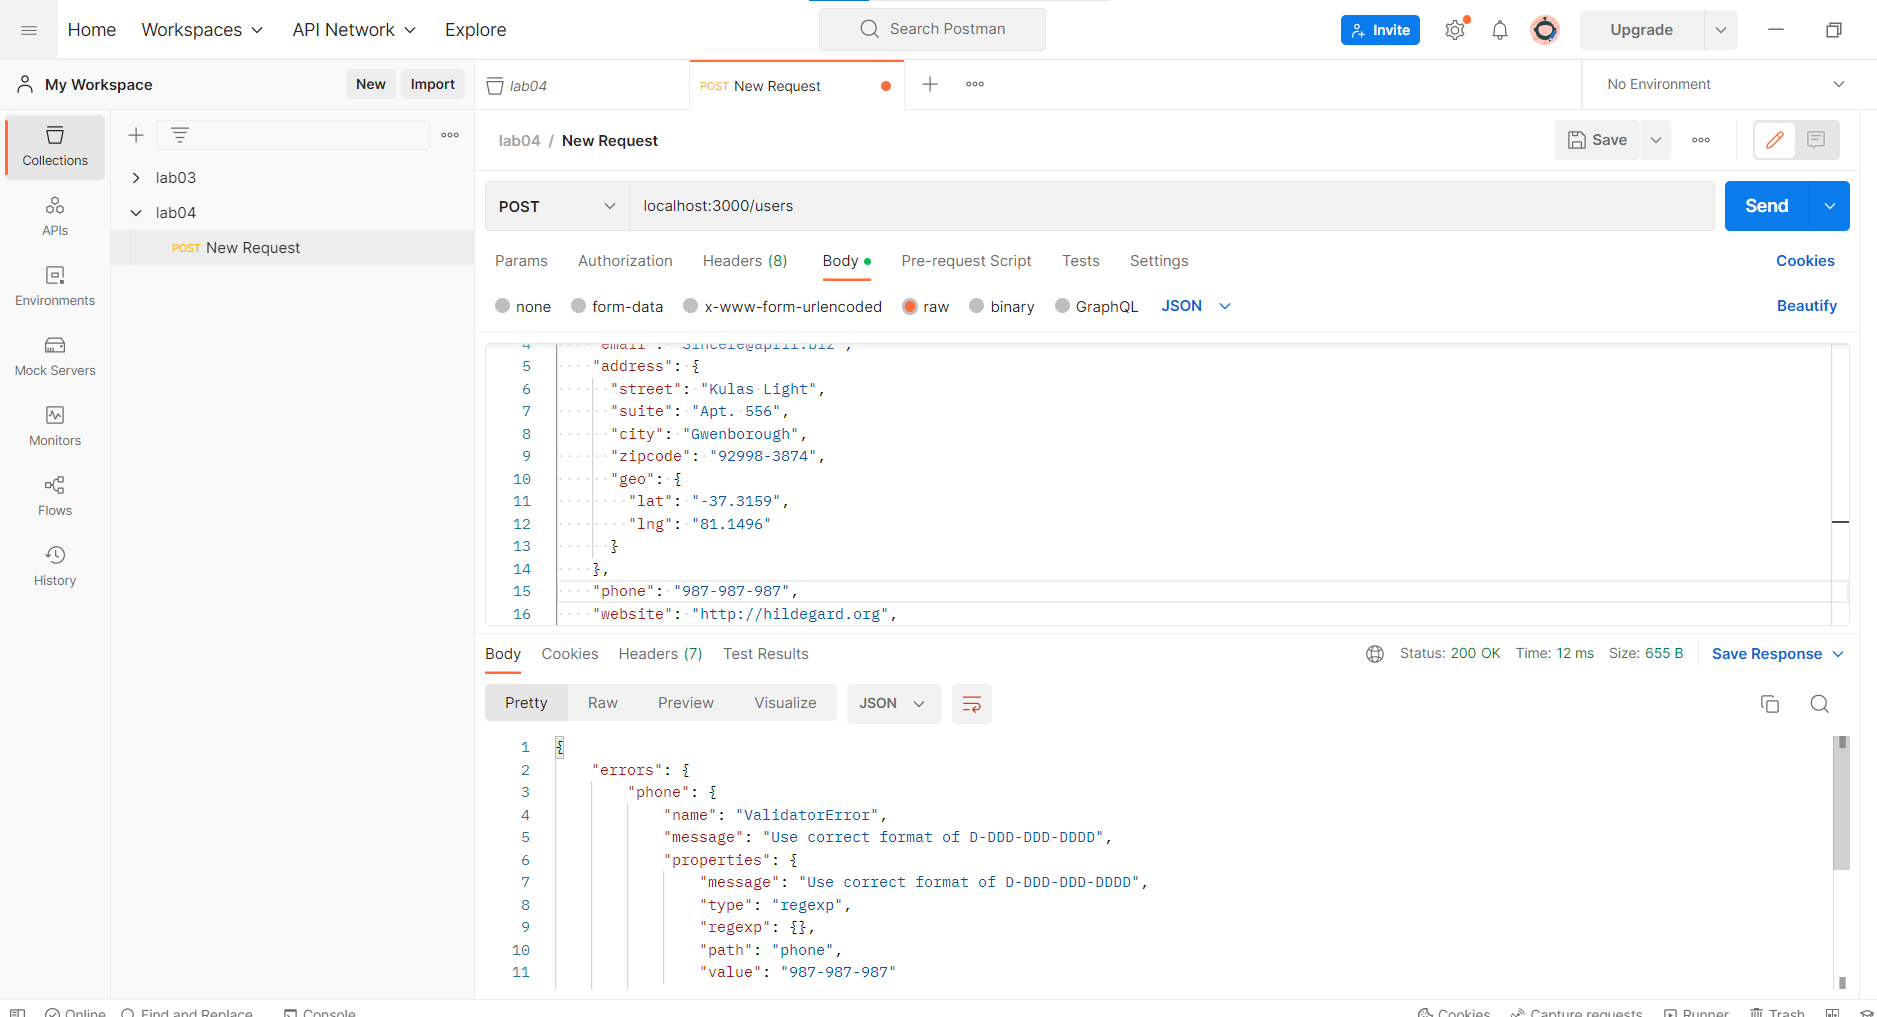 Home Workspaces API Network Explore Search Postman Invite Upgrade
My Workspace New Import lab04 POST New Request No Environment
Collections
APIs
Environments
Mock Servers
Monitors
Flows
History
lab03
lab04
POST New Request
lab04 / New Request Save
POST localhost:3000/users Send
Params Authorization Headers (8) Body Pre-request Script Tests Settings Cookies
none form-data x-www-form-urlencoded raw binary GraphQL JSON Beautify
4 "email": "Sincere@april.biz",
5 "address": {
6 "street": "Kulas Light",
7 "suite": "Apt. 556",
8 "city": "Gwenborough",
9 "zipcode": "92998-3874",
10 "geo": {
11 "lat": "-37.3159",
12 "lng": "81.1496"
13 }
14 },
15 "phone": "987-987-987",
16 "website": "http://hildegard.org",
Body Cookies Headers (7) Test Results Status: 200 OK Time: 12 ms Size: 655 B Save Response
Pretty Raw Preview Visualize JSON
1 {
2 "errors": {
3 "phone": {
4 "name": "ValidatorError",
5 "message": "Use correct format of D-DDD-DDD-DDDD",
6 "properties": {
7 "message": "Use correct format of D-DDD-DDD-DDDD",
8 "type": "regexp",
9 "regexp": {},
10 "path": "phone",
11 "value": "987-987-987"
Online Find and Replace Console Cookies Capture requests Runner Trash